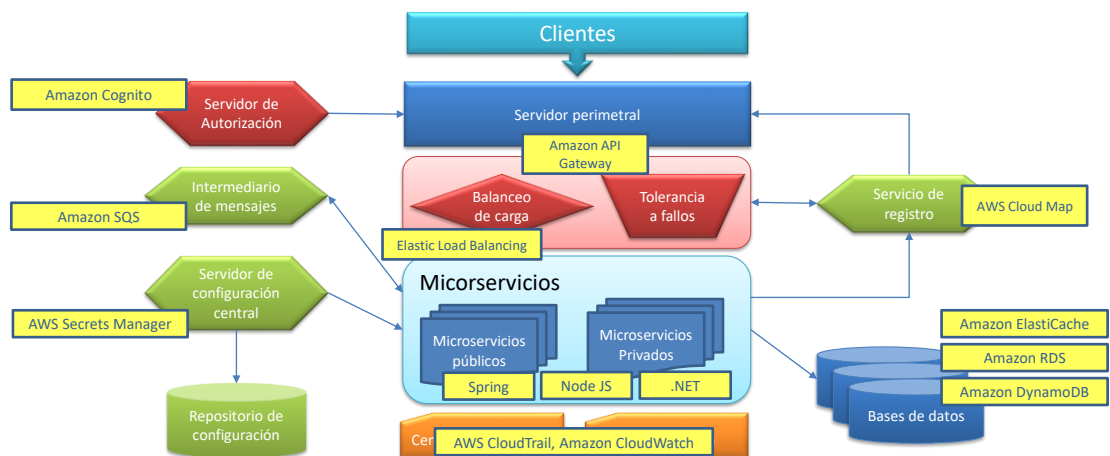 Clientes
Amazon Cognito
Servidor de
Autorización
Servidor perimetral
Amazon API
Gateway
Intermediario
de mensajes
Amazon SQS
Balanceo
de carga
Tolerancia
a fallos
Elastic Load Balancing
Servicio de
registro
AWS Cloud Map
Servidor de
configuración
central
AWS Secrets Manager
Micorservicios
Microservicios
públicos
Microservicios
Privados
Spring
Node JS
.NET
Amazon ElastiCache
Amazon RDS
Amazon DynamoDB
Bases de datos
Repositorio de
configuración
AWS CloudTrail, Amazon CloudWatch